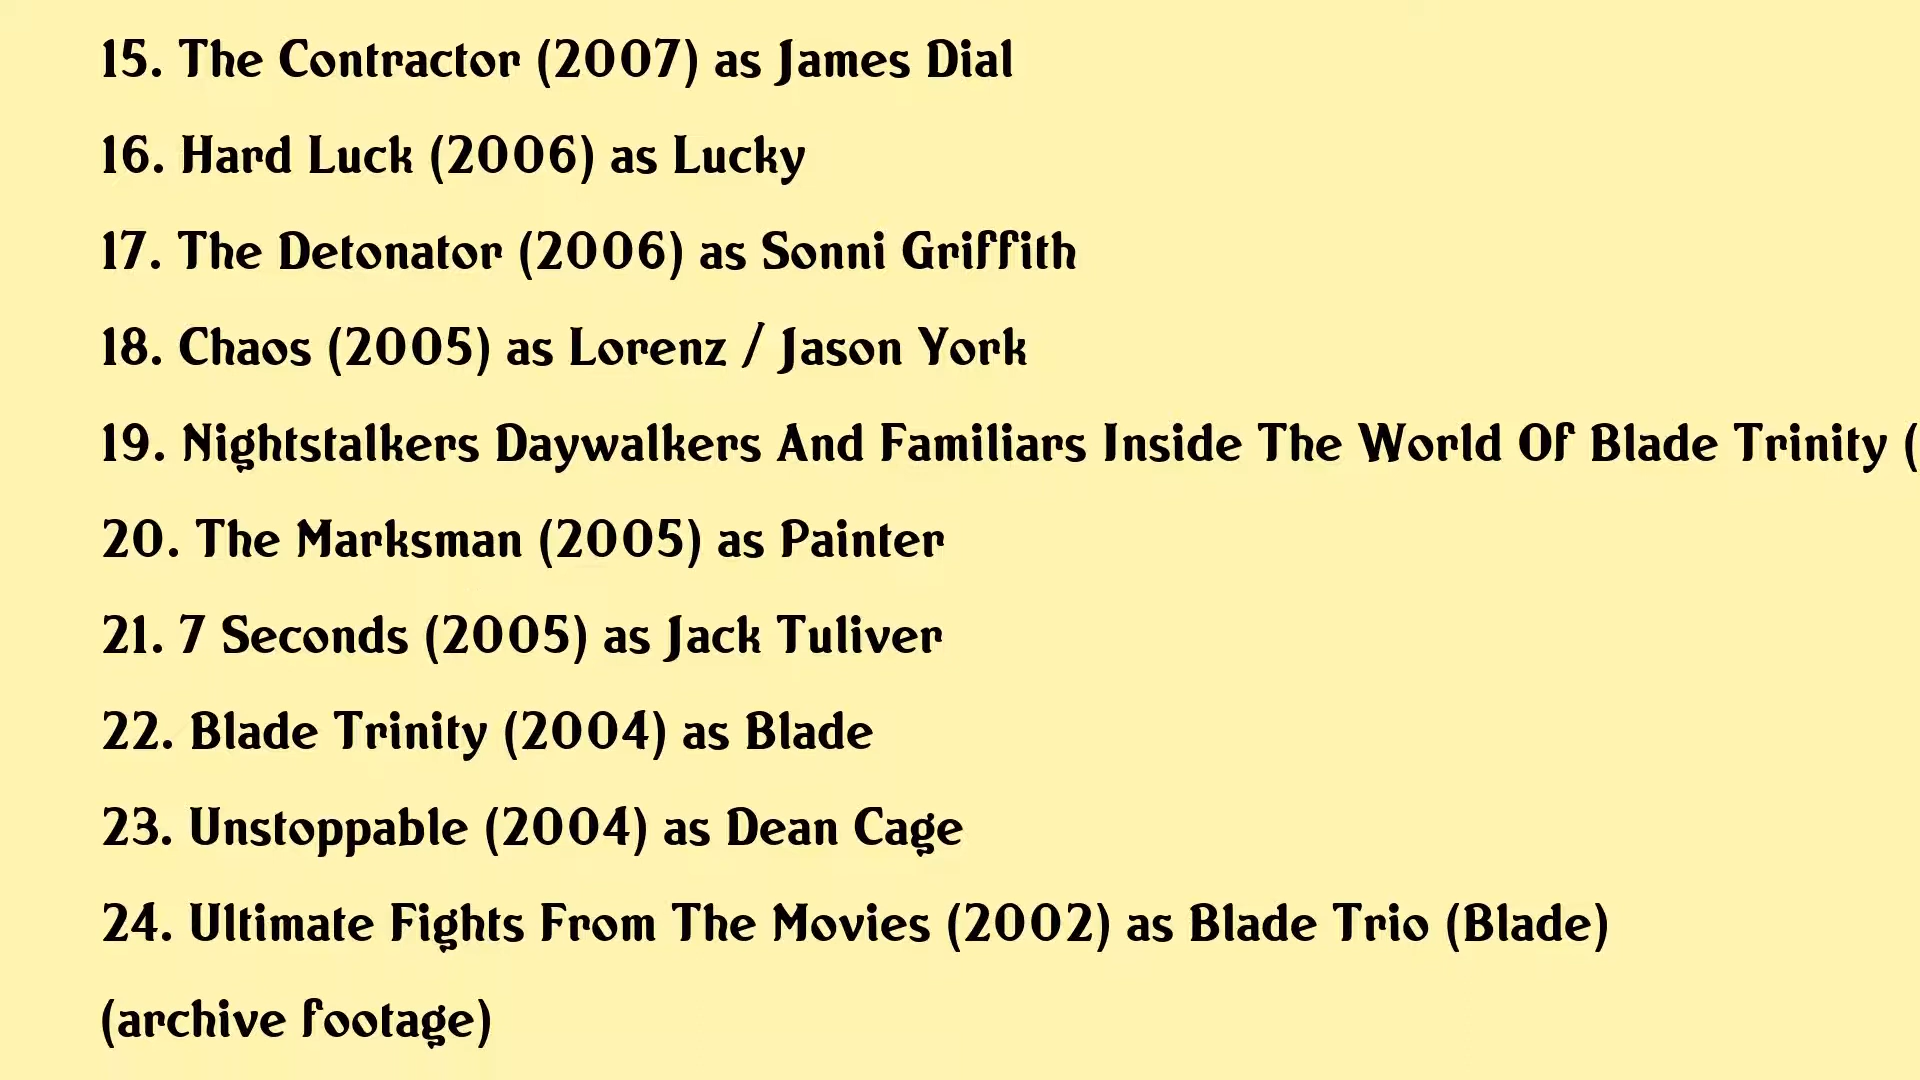 15. The Contractor (2007) as James Dial
16. Hard Luck (2006) as Lucky
17. The Detonator (2006) as Sonni Griffith
18. Chaos (2005) as Lorenz / Jason York
19. Nightstalkers Daywalkers And Familiars Inside The World Of Blade Trinity (
20. The Marksman (2005) as Painter
21. 7 Seconds (2005) as Jack Tuliver
22. Blade Trinity (2004) as Blade
23. Unstoppable (2004) as Dean Cage
24. Ultimate Fights From The Movies (2002) as Blade Trio (Blade)
(archive footage)